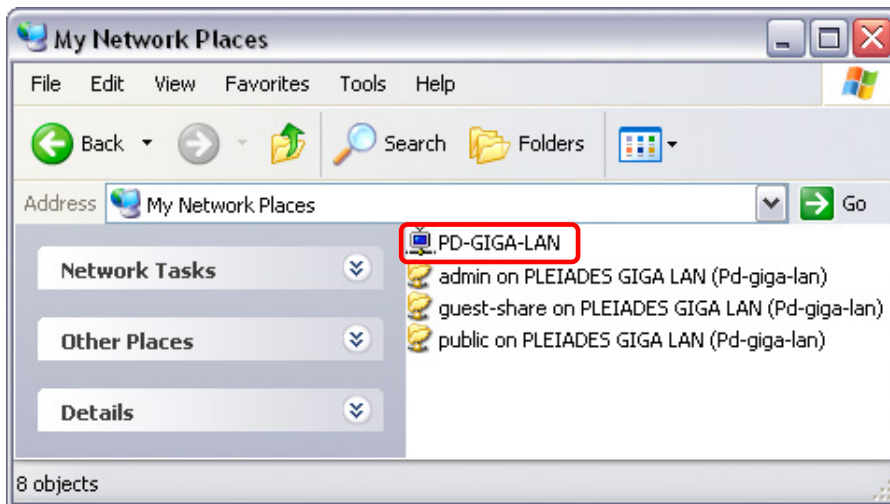 My Network Places
File Edit View Favorites Tools Help
Back Search Folders
Address My Network Places Go
Network Tasks
Other Places
Details
PD-GIGA-LAN
admin on PLEIADES GIGA LAN (Pd-giga-lan)
guest-share on PLEIADES GIGA LAN (Pd-giga-lan)
public on PLEIADES GIGA LAN (Pd-giga-lan)
8 objects